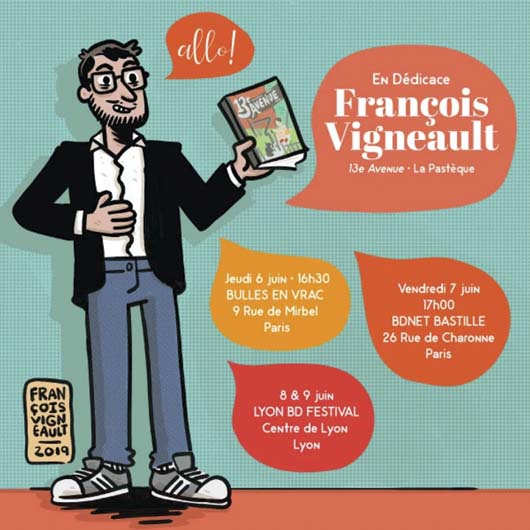 allo!
En Dédicace
François
Vigneault
13e Avenue • La Pastèque
13e
AVENUE
Jeudi 6 juin • 16h30
BULLES EN VRAC
9 Rue de Mirbel
Paris
Vendredi 7 juin
17h00
BDNET BASTILLE
26 Rue de Charonne
Paris
8 & 9 juin
LYON BD FESTIVAL
Centre de Lyon
Lyon
FRAN
ÇOIS
VIGN
EAULT
2019